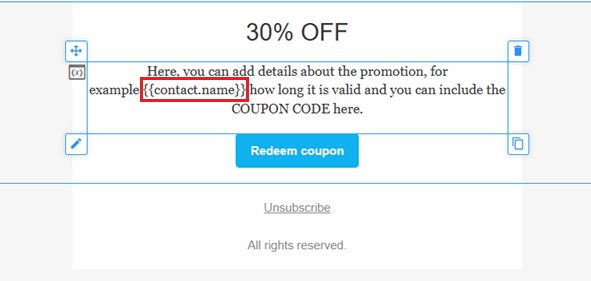 30% OFF
{x}
Here, you can add details about the promotion, for
example {{contact.name}} how long it is valid and you can include the
COUPON CODE here.
Redeem coupon
Unsubscribe
All rights reserved.